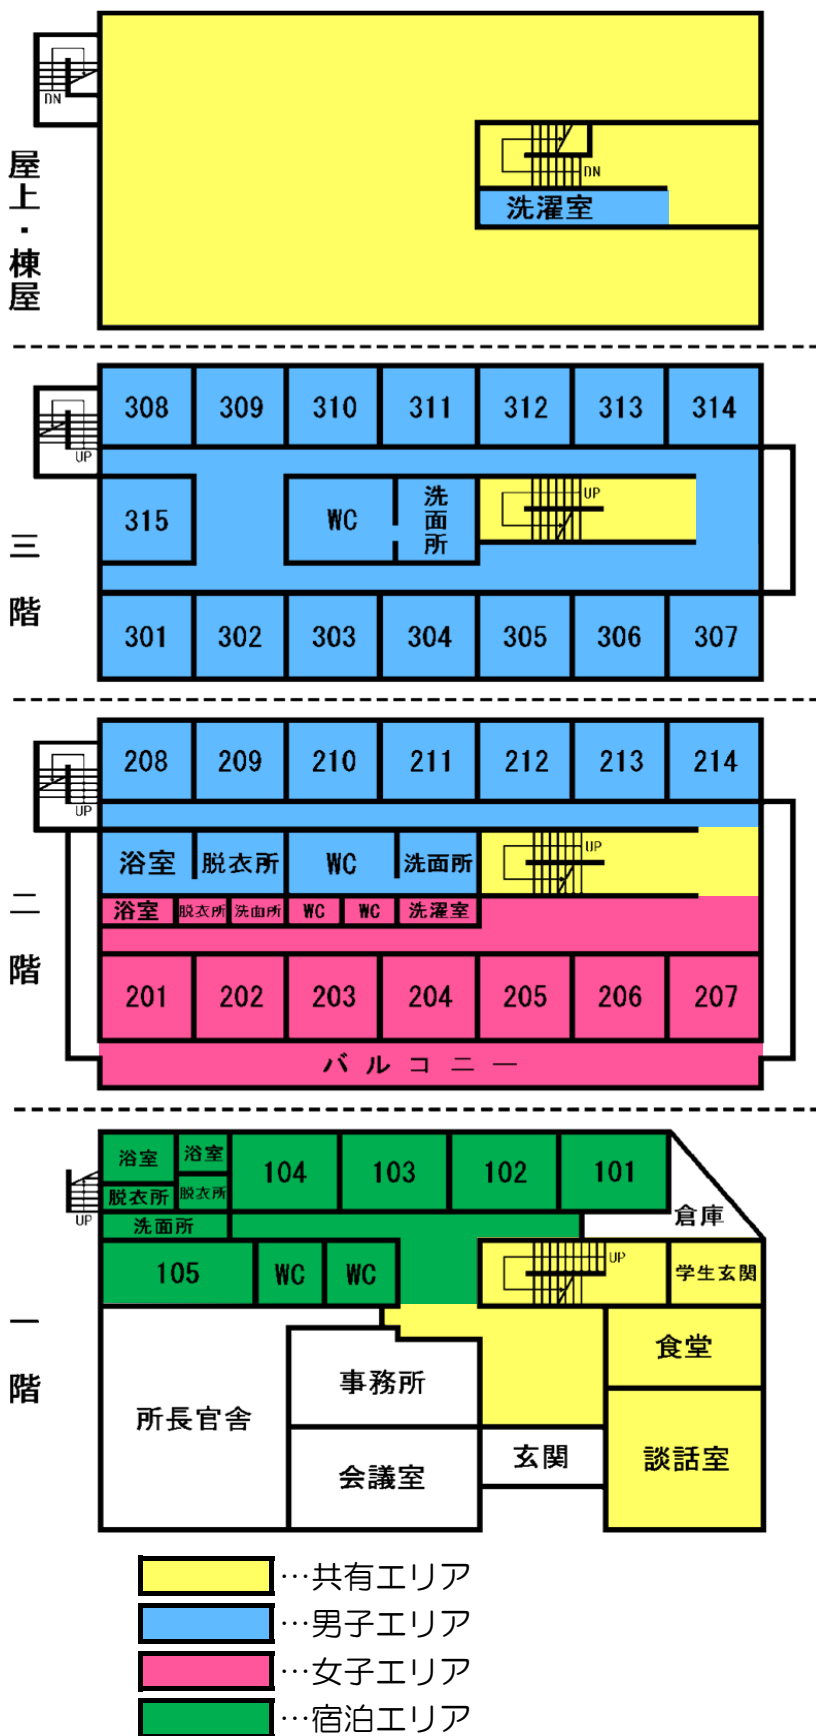 屋上・棟屋
DN
DN
洗濯室
三階
308 309 310 311 312 313 314
UP
315 WC 洗面所 UP
301 302 303 304 305 306 307
二階
208 209 210 211 212 213 214
UP
浴室 脱衣所 WC 洗面所 UP
浴室 脱衣所 洗面所 WC WC 洗濯室
201 202 203 204 205 206 207
バルコニー
一階
浴室 浴室 104 103 102 101
脱衣所 脱衣所
UP 洗面所 倉庫
105 WC WC UP 学生玄関
食堂
事務所
所長官舎
会議室 玄関 談話室
…共有エリア
…男子エリア
…女子エリア
…宿泊エリア